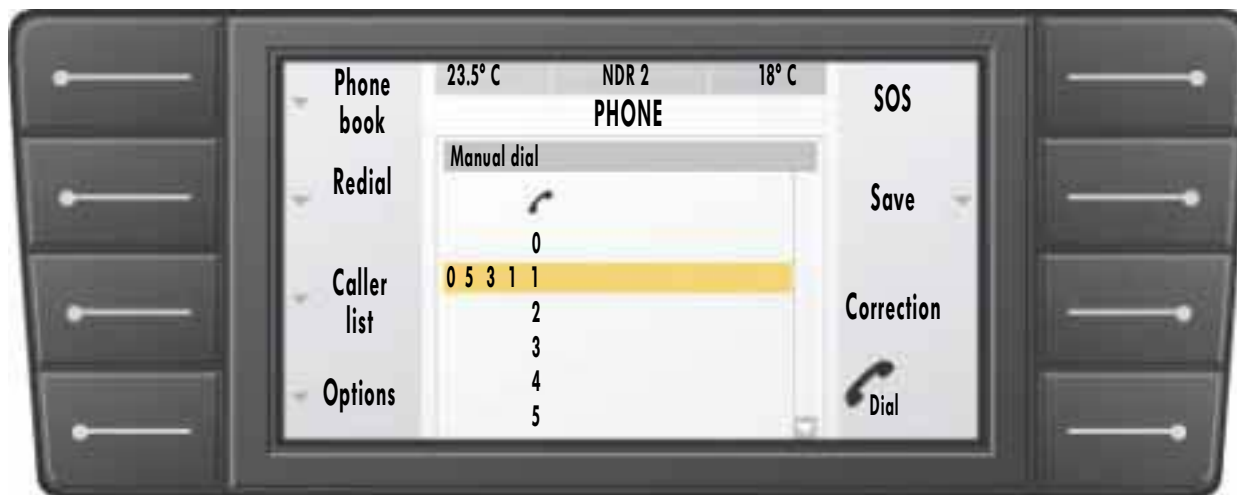 Phone
book
Redial
Caller
list
Options
23.5° C NDR 2 18° C
PHONE
Manual dial
0
0 5 3 1 1
2
3
4
5
SOS
Save
Correction
Dial